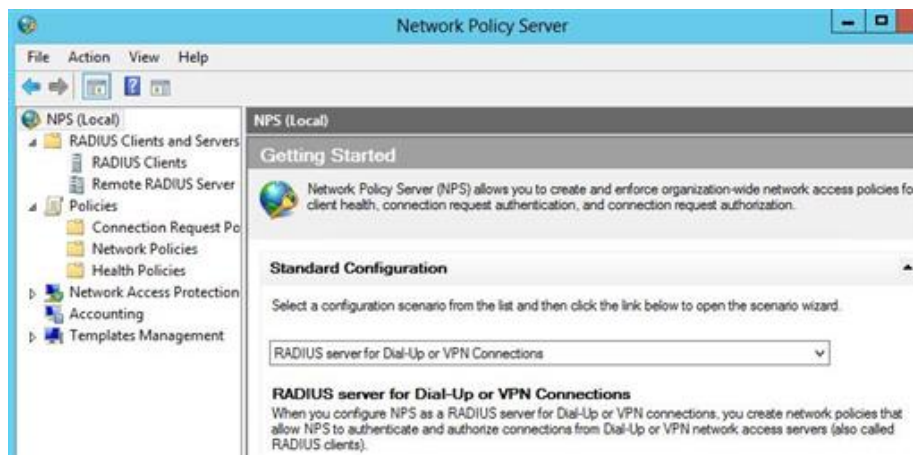 Network Policy Server
File Action View Help
NPS (Local)
RADIUS Clients and Servers
RADIUS Clients
Remote RADIUS Server
Policies
Connection Request Po
Network Policies
Health Policies
Network Access Protection
Accounting
Templates Management
NPS (Local)
Getting Started
Network Policy Server (NPS) allows you to create and enforce organization-wide network access policies fo
client health, connection request authentication, and connection request authorization.
Standard Configuration
Select a configuration scenario from the list and then click the link below to open the scenario wizard.
RADIUS server for Dial-Up or VPN Connections
RADIUS server for Dial-Up or VPN Connections
When you configure NPS as a RADIUS server for Dial-Up or VPN connections, you create network policies that
allow NPS to authenticate and authorize connections from Dial-Up or VPN network access servers (also called
RADIUS clients).